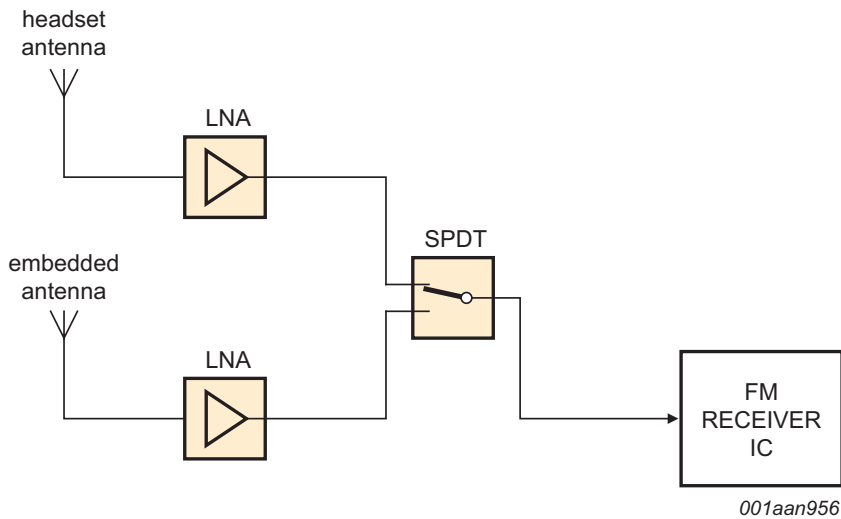 headset
antenna
LNA
SPDT
embedded
antenna
LNA
FM
RECEIVER
IC
001aan956